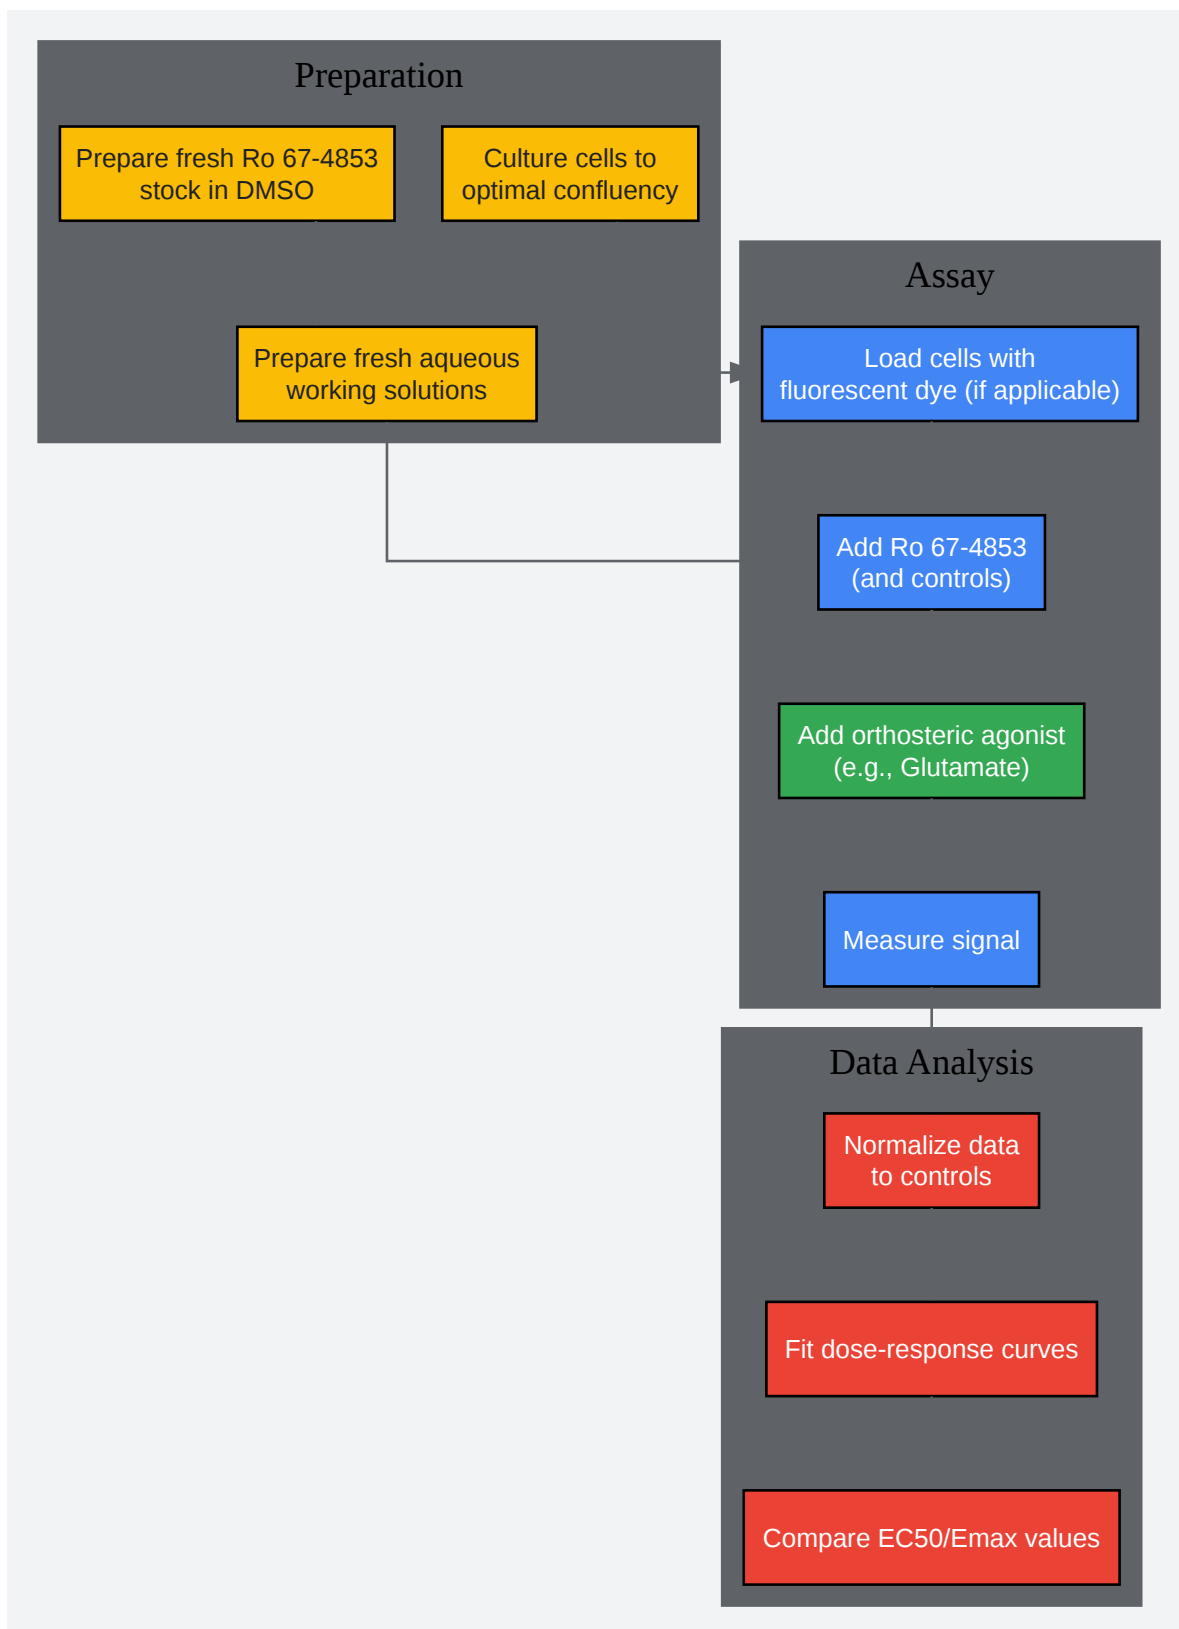 Preparation
Prepare fresh Ro 67-4853
stock in DMSO
Culture cells to
optimal confluency
Prepare fresh aqueous
working solutions
Assay
Load cells with
fluorescent dye (if applicable)
Add Ro 67-4853
(and controls)
Add orthosteric agonist
(e.g., Glutamate)
Measure signal
Data Analysis
Normalize data
to controls
Fit dose-response curves
Compare EC50/Emax values